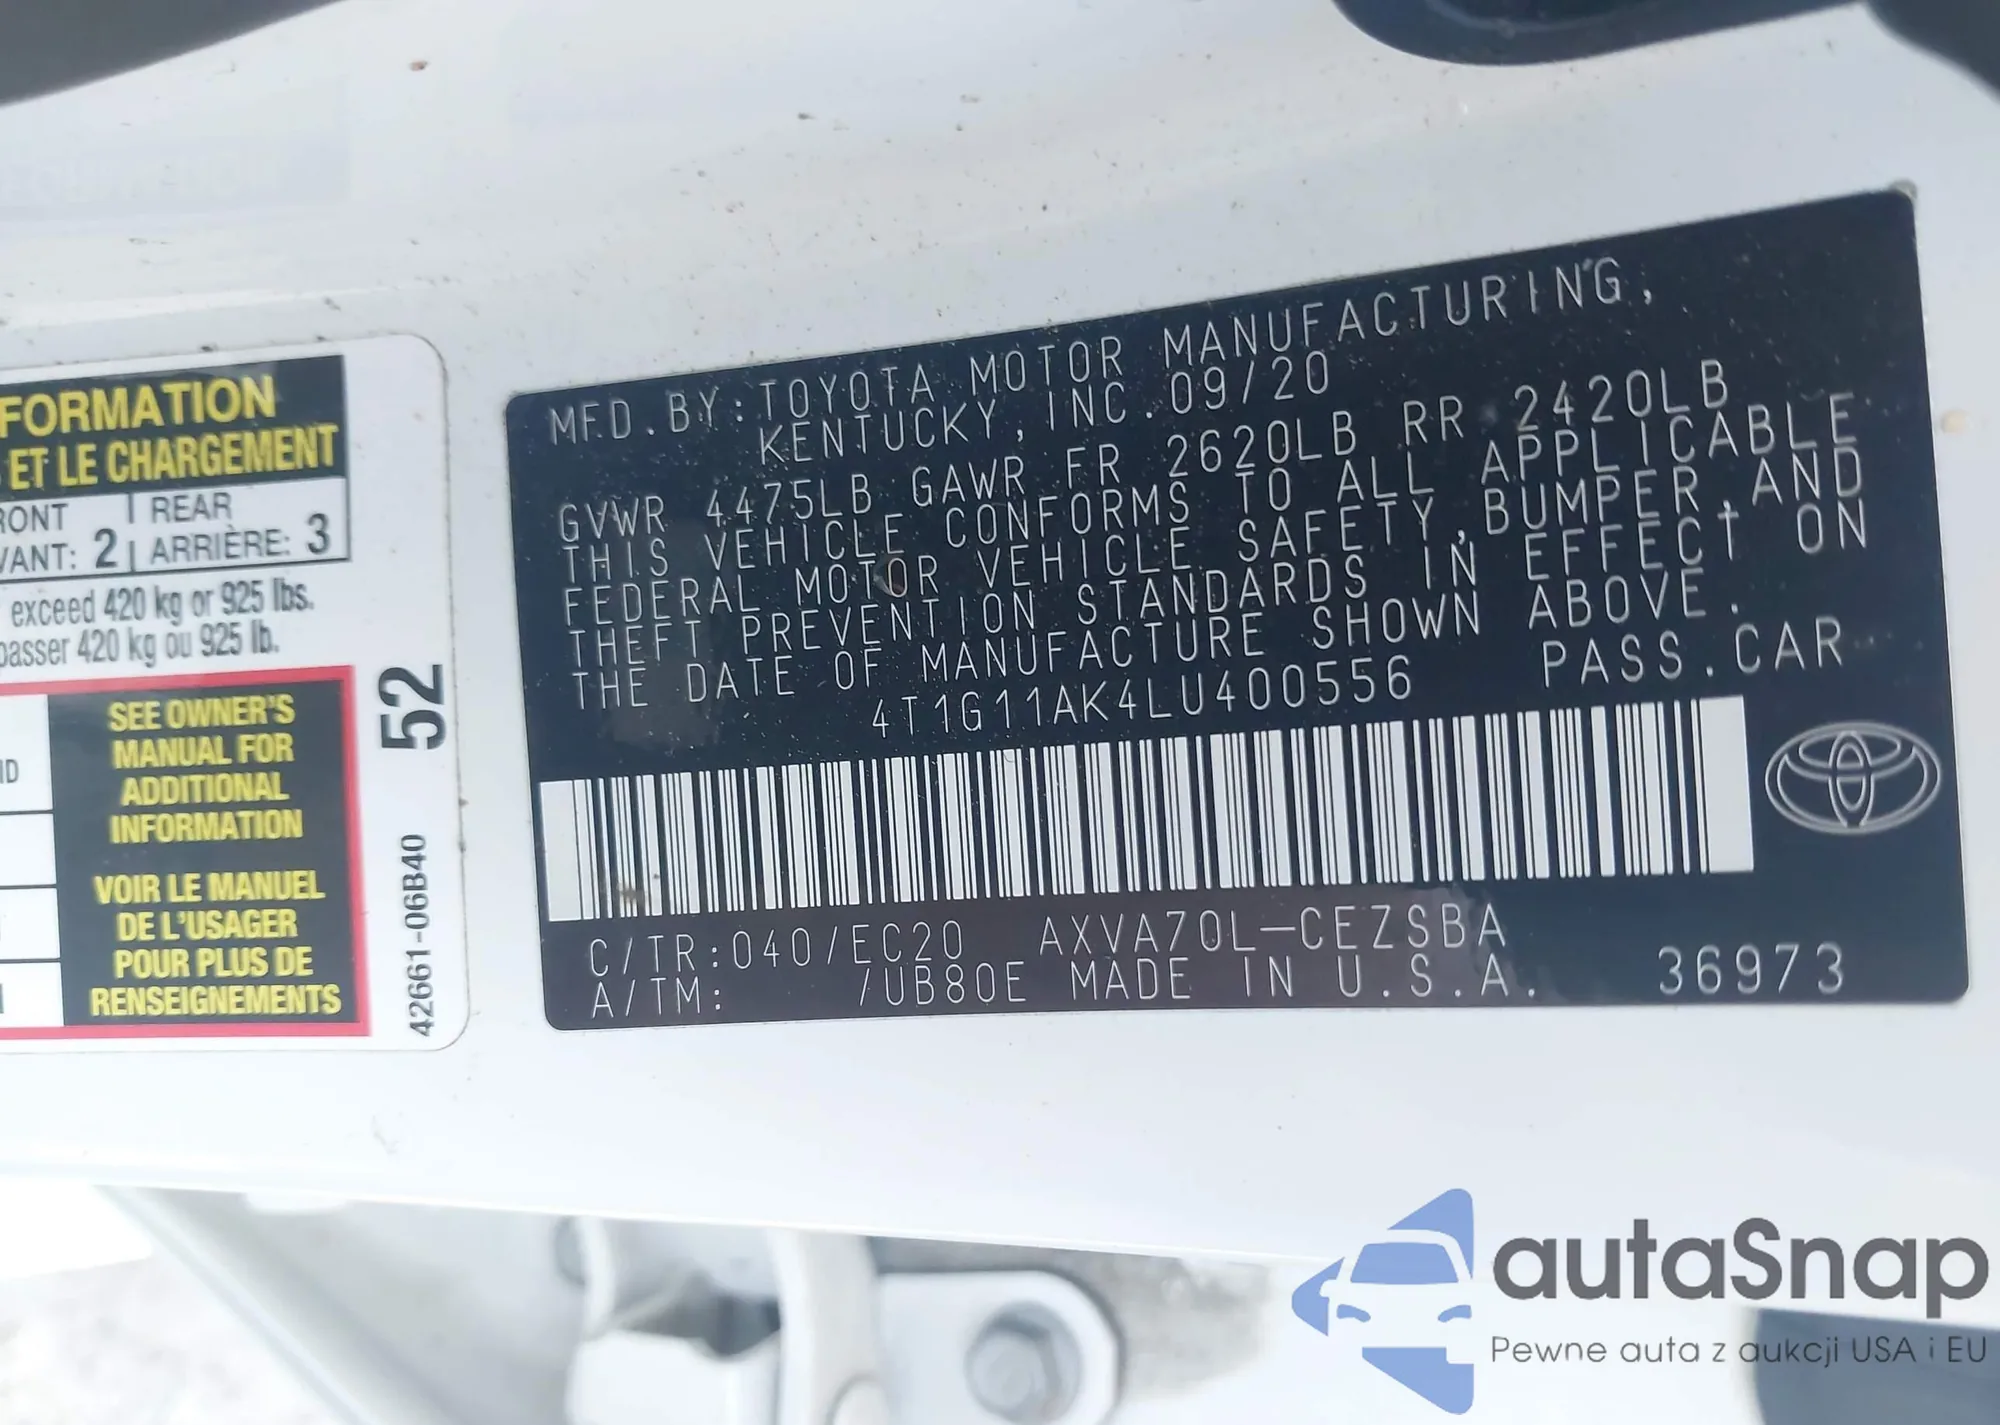 FORMATION
ET LE CHARGEMENT
REAR
VANT: 2 ARRIÈRE: 3
exceed 420 kg or 925 lbs.
passer 420 kg ou 925 lb.
SEE OWNER'S
MANUAL FOR
ADDITIONAL
INFORMATION
VOIR LE MANUEL
DE L'USAGER
POUR PLUS DE
RENSEIGNEMENTS
52
42661-06B40
MFD. BY: TOYOTA MOTOR MANUFACTURING,
KENTUCKY, INC. 09/20
GVWR 4475LB GAWR FR 2620LB RR 2420LB
THIS VEHICLE CONFORMS TO ALL APPLICABLE
FEDERAL MOTOR VEHICLE SAFETY, BUMPER, AND
THEFT PREVENTION STANDARDS IN EFFECT ON
THE DATE OF MANUFACTURE SHOWN ABOVE.
4T1G11AK4LU400556 PASS. CAR
C/TR: 040/EC20 AXVA70L-CEZSBA
A/TM: /UB80E MADE IN U.S.A. 36973
autaSnap
Pewne auta z aukcji USA i EU